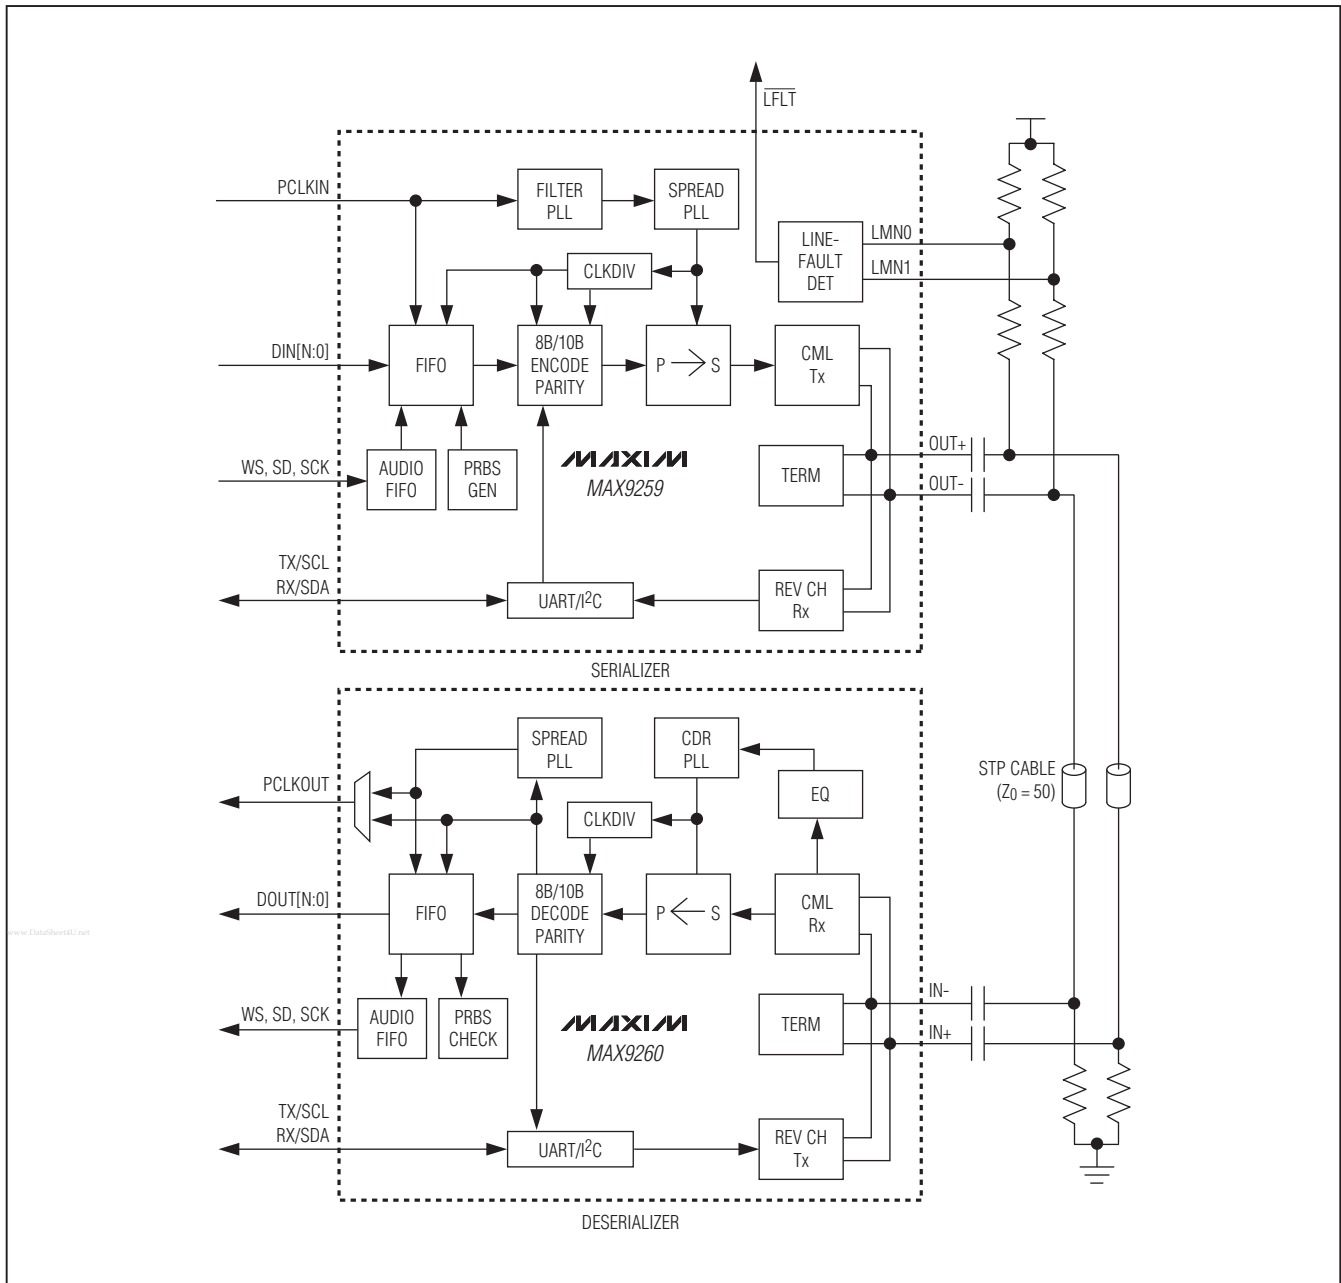 LFLT
PCLKIN
FILTER
PLL
SPREAD
PLL
LINE-
FAULT
DET
LMN0
LMN1
CLKDIV
DIN[N:0]
FIFO
8B/10B
ENCODE
PARITY
P S
CML
Tx
WS, SD, SCK
AUDIO
FIFO
PRBS
GEN
MAXIM
MAX9259
TERM
OUT+
OUT-
TX/SCL
RX/SDA
UART/I²C
REV CH
Rx
SERIALIZER
SPREAD
PLL
CDR
PLL
PCLKOUT
EQ
STP CABLE
(Z0 = 50)
CLKDIV
DOUT[N:0]
FIFO
8B/10B
DECODE
PARITY
P S
CML
Rx
www.DataSheet4U.net
WS, SD, SCK
AUDIO
FIFO
PRBS
CHECK
MAXIM
MAX9260
TERM
IN-
IN+
TX/SCL
RX/SDA
UART/I²C
REV CH
Tx
DESERIALIZER